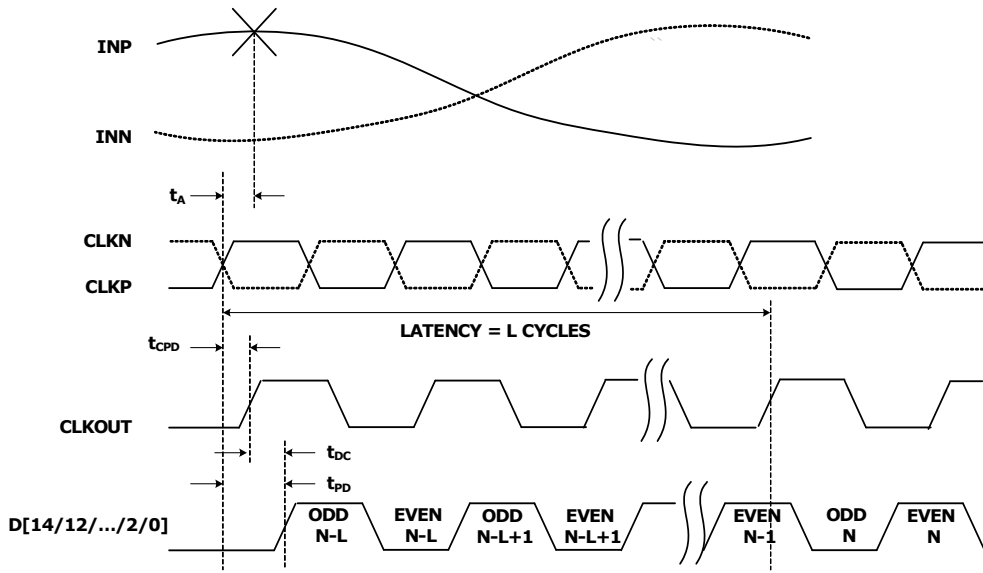 INP
INN
tA
CLKN
CLKP
LATENCY = L CYCLES
tCPD
CLKOUT
tDC
tPD
D[14/12/.../2/0]
ODD
N-L
EVEN
N-L
ODD
N-L+1
EVEN
N-L+1
EVEN
N-1
ODD
N
EVEN
N